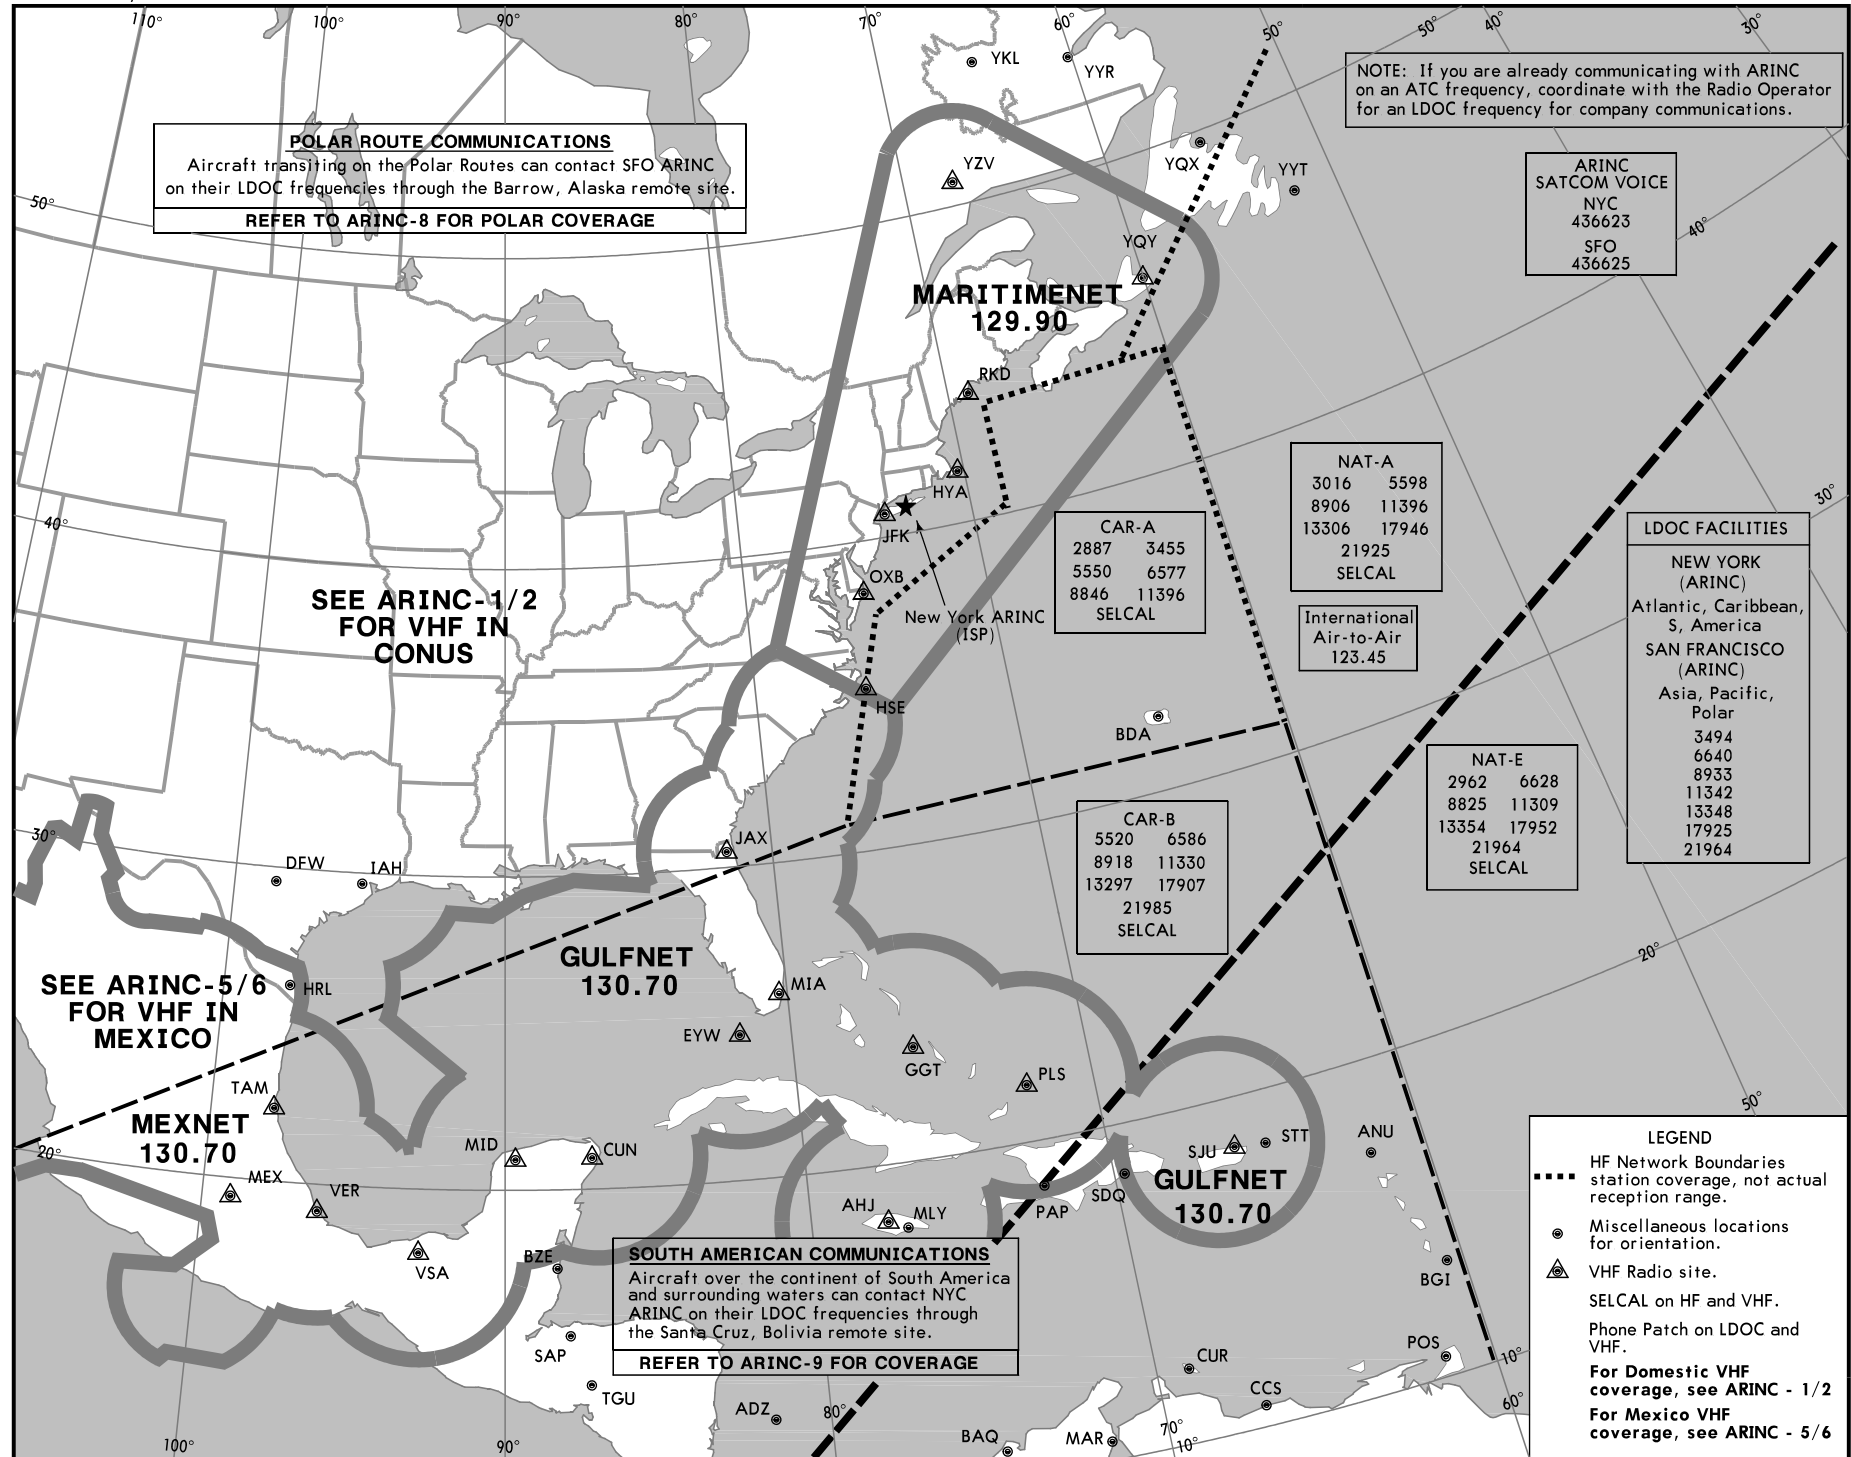 110°
100°
90°
80°
70°
60°
50°
50°
40°
30°
YKL
YYR
NOTE: If you are already communicating with ARINC
on an ATC frequency, coordinate with the Radio Operator
for an LDOC frequency for company communications.
POLAR ROUTE COMMUNICATIONS
Aircraft transiting on the Polar Routes can contact SFO ARINC
on their LDOC frequencies through the Barrow, Alaska remote site.
REFER TO ARINC-8 FOR POLAR COVERAGE
YZV
YQX
YYT
ARINC
SATCOM VOICE
NYC
436623
SFO
436625
50°
40°
YQY
MARITIMENET
129.90
RKD
HYA
JFK
OXB
New York ARINC
(ISP)
HSE
40°
SEE ARINC-1/2
FOR VHF IN
CONUS
CAR-A
2887 3455
5550 6577
8846 11396
SELCAL
NAT-A
3016 5598
8906 11396
13306 17946
21925
SELCAL
International
Air-to-Air
123.45
30°
LDOC FACILITIES
NEW YORK
(ARINC)
Atlantic, Caribbean,
S, America
SAN FRANCISCO
(ARINC)
Asia, Pacific,
Polar
3494
6640
8933
11342
13348
17925
21964
BDA
NAT-E
2962 6628
8825 11309
13354 17952
21964
SELCAL
CAR-B
5520 6586
8918 11330
13297 17907
21985
SELCAL
30°
JAX
DFW
IAH
GULFNET
130.70
20°
SEE ARINC-5/6
FOR VHF IN
MEXICO
HRL
MIA
EYW
GGT
PLS
TAM
MEXNET
130.70
20°
MEX
VER
MID
CUN
VSA
BZE
AHJ
MLY
PAP
SDQ
SJU
STT
GULFNET
130.70
ANU
BGI
POS
50°
SOUTH AMERICAN COMMUNICATIONS
Aircraft over the continent of South America
and surrounding waters can contact NYC
ARINC on their LDOC frequencies through
the Santa Cruz, Bolivia remote site.
REFER TO ARINC-9 FOR COVERAGE
SAP
TGU
ADZ
80°
BAQ
MAR
CUR
CCS
70°
10°
10°
60°
100°
90°
LEGEND
HF Network Boundaries
station coverage, not actual
reception range.
Miscellaneous locations
for orientation.
VHF Radio site.
SELCAL on HF and VHF.
Phone Patch on LDOC and
VHF.
For Domestic VHF
coverage, see ARINC - 1/2
For Mexico VHF
coverage, see ARINC - 5/6